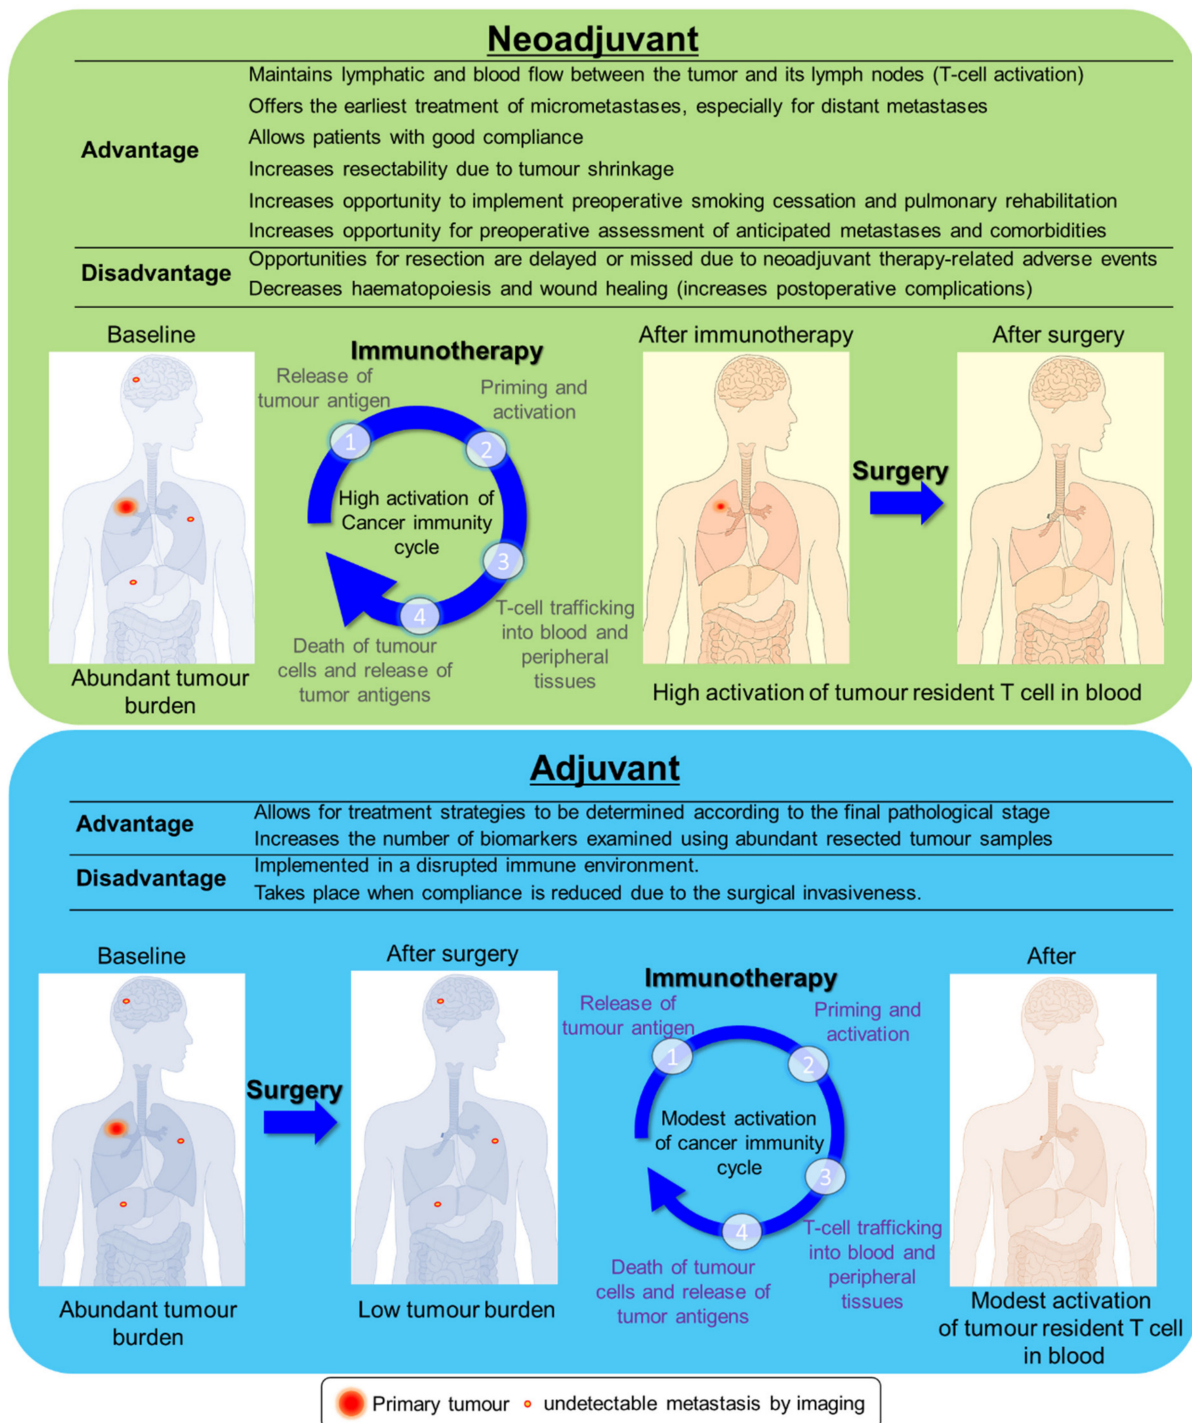 Neoadjuvant
Maintains lymphatic and blood flow between the tumor and its lymph nodes (T-cell activation)
Offers the earliest treatment of micrometastases, especially for distant metastases
Allows patients with good compliance
Advantage
Increases resectability due to tumour shrinkage
Increases opportunity to implement preoperative smoking cessation and pulmonary rehabilitation
Increases opportunity for preoperative assessment of anticipated metastases and comorbidities
Disadvantage
Opportunities for resection are delayed or missed due to neoadjuvant therapy-related adverse events
Decreases haematopoiesis and wound healing (increases postoperative complications)
Baseline
Immunotherapy
After immunotherapy
After surgery
Release of
tumour antigen
Priming and
activation
1
2
3
4
High activation of
Cancer immunity
cycle
T-cell trafficking
into blood and
peripheral
tissues
Death of tumour
cells and release of
tumor antigens
Surgery
Abundant tumour
burden
High activation of tumour resident T cell in blood
Adjuvant
Advantage
Allows for treatment strategies to be determined according to the final pathological stage
Increases the number of biomarkers examined using abundant resected tumour samples
Disadvantage
Implemented in a disrupted immune environment.
Takes place when compliance is reduced due to the surgical invasiveness.
Baseline
After surgery
Immunotherapy
After
Surgery
Release of
tumour antigen
Priming and
activation
1
2
3
4
Modest activation
of cancer immunity
cycle
T-cell trafficking
into blood and
peripheral
tissues
Death of tumour
cells and release of
tumor antigens
Abundant tumour
burden
Low tumour burden
Modest activation
of tumour resident T cell
in blood
Primary tumour
undetectable metastasis by imaging